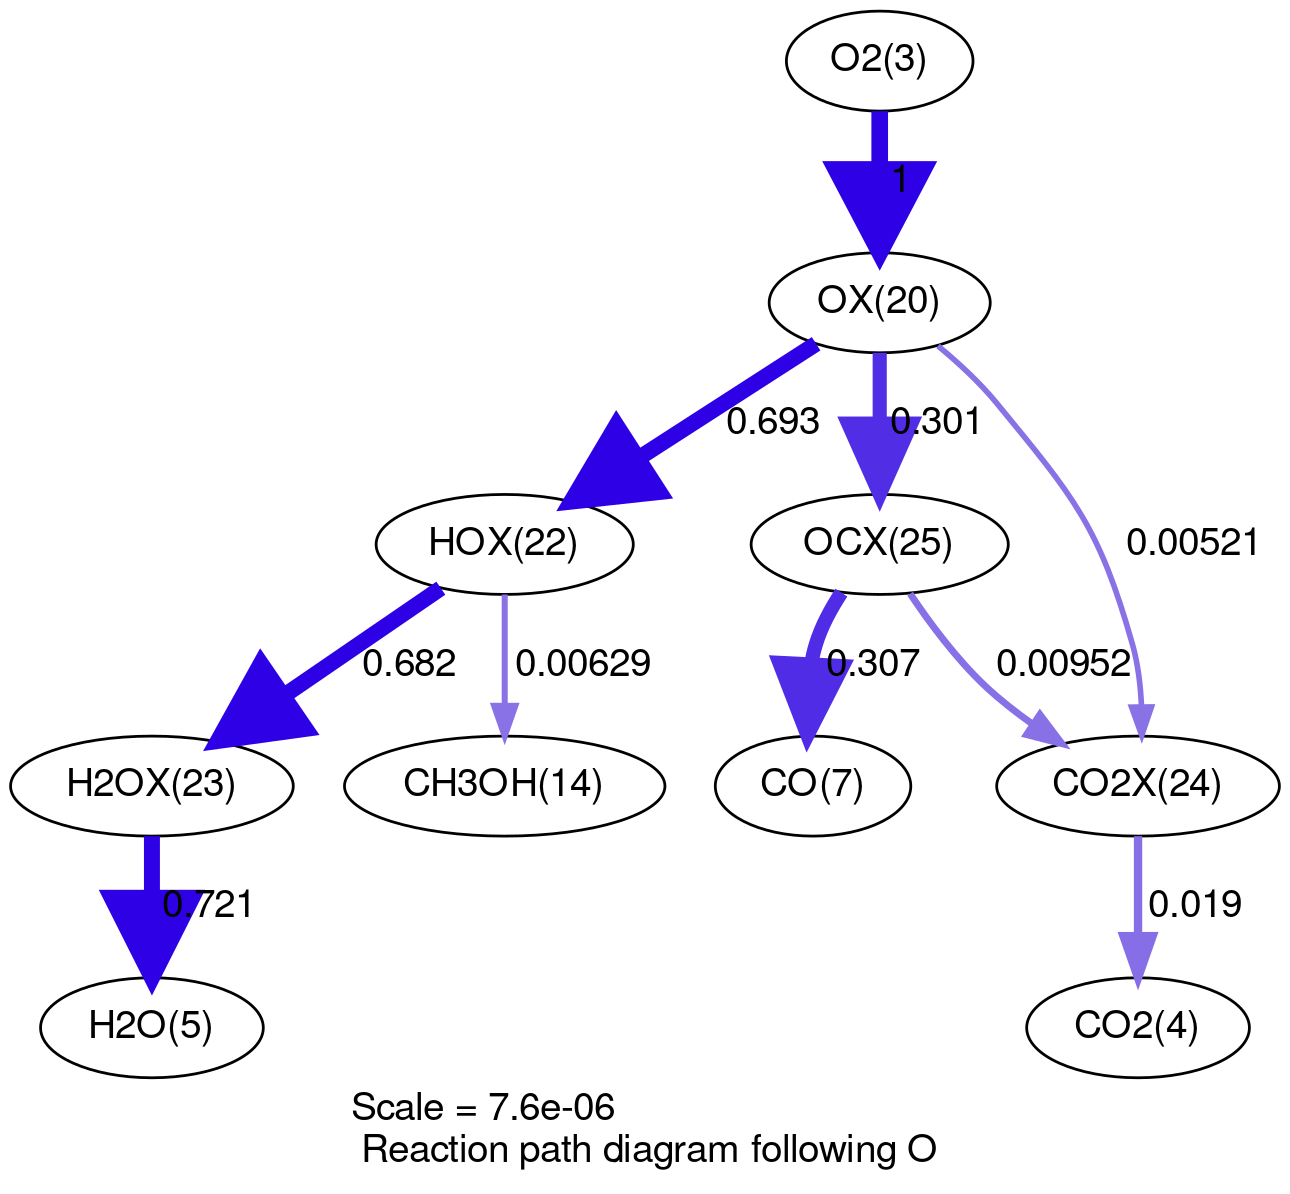 O2(3)
1
OX(20)
0.693
0.301
HOX(22)
OCX(25)
0.00521
0.682
0.00629
0.307
0.00952
H2OX(23)
CH3OH(14)
CO(7)
CO2X(24)
0.721
0.019
H2O(5)
CO2(4)
Scale = 7.6e-06
Reaction path diagram following O